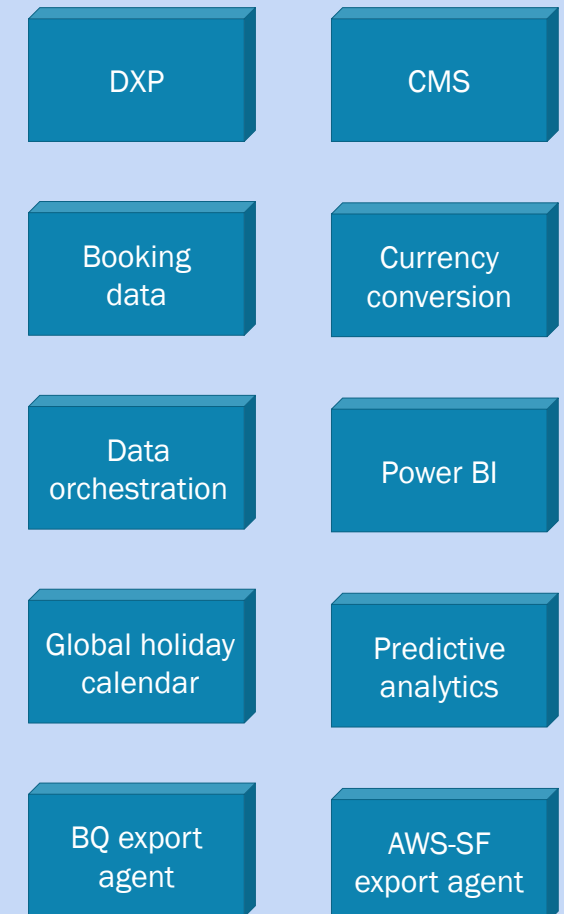 DXP
CMS
Booking
data
Currency
conversion
Data
orchestration
Power BI
Global holiday
calendar
Predictive
analytics
BQ export
agent
AWS-SF
export agent